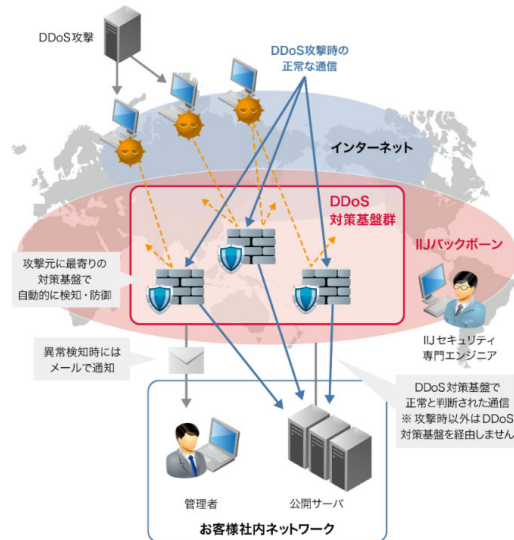 DDoS攻撃
DDoS攻撃時の
正常な通信
インターネット
DDoS
対策基盤群
IIJバックボーン
攻撃元に最寄りの
対策基盤で
自動的に検知・防御
IIJセキュリティ
専門エンジニア
異常検知時には
メールで通知
DDoS対策基盤で
正常と判断された通信
※ 攻撃時以外はDDoS
対策基盤を経由しません
管理者
公開サーバ
お客様社内ネットワーク